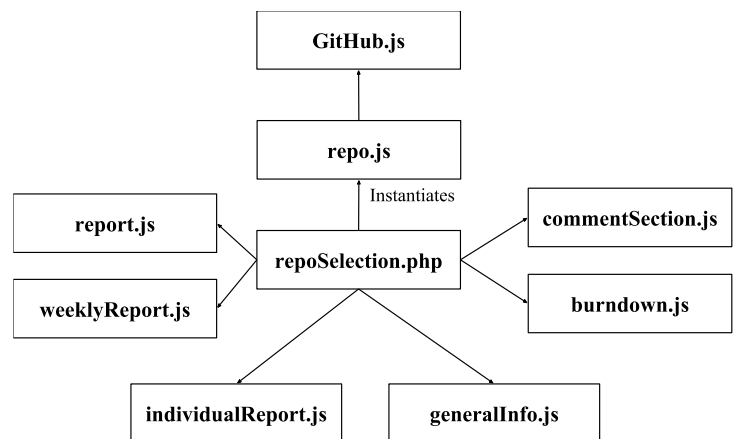 GitHub.js
repo.js
Instantiates
report.js
commentSection.js
repoSelection.php
weeklyReport.js
burndown.js
individualReport.js
generalInfo.js